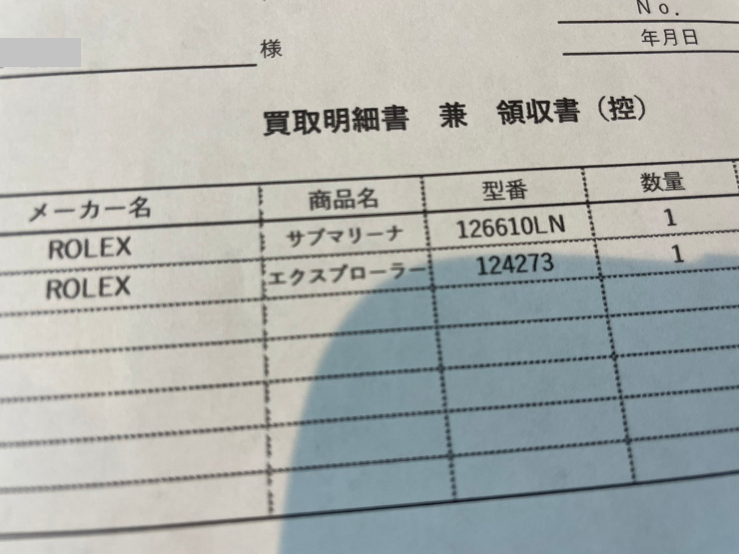 No.
様
年月日
買取明細書 兼 領収書（控）
メーカー名 商品名 型番 数量
ROLEX サブマリーナ 126610LN 1
ROLEX エクスプローラー 124273 1